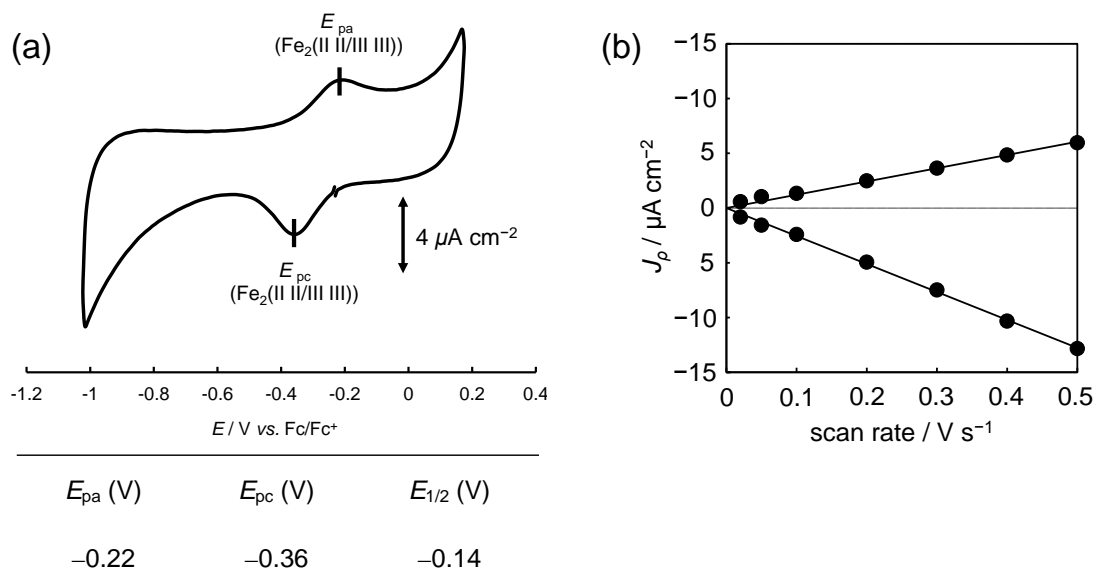 (a)
E pa
(Fe2(II II/III III))
4 µA cm−2
E pc
(Fe2(II II/III III))
-1.2 -1 -0.8 -0.6 -0.4 -0.2 0 0.2 0.4
E / V vs. Fc/Fc+
Epa (V) Epc (V) E1/2 (V)
−0.22 −0.36 −0.14
(b)
−15
−10
5
0
5
−10
−15
Jρ / µA cm−2
0 0.1 0.2 0.3 0.4 0.5
scan rate / V s−1